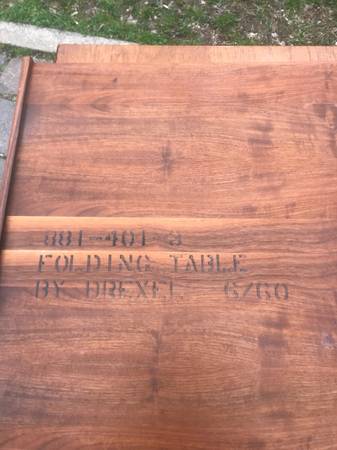 881-401 3
FOLDING TABLE
BY DREXEL 6/60